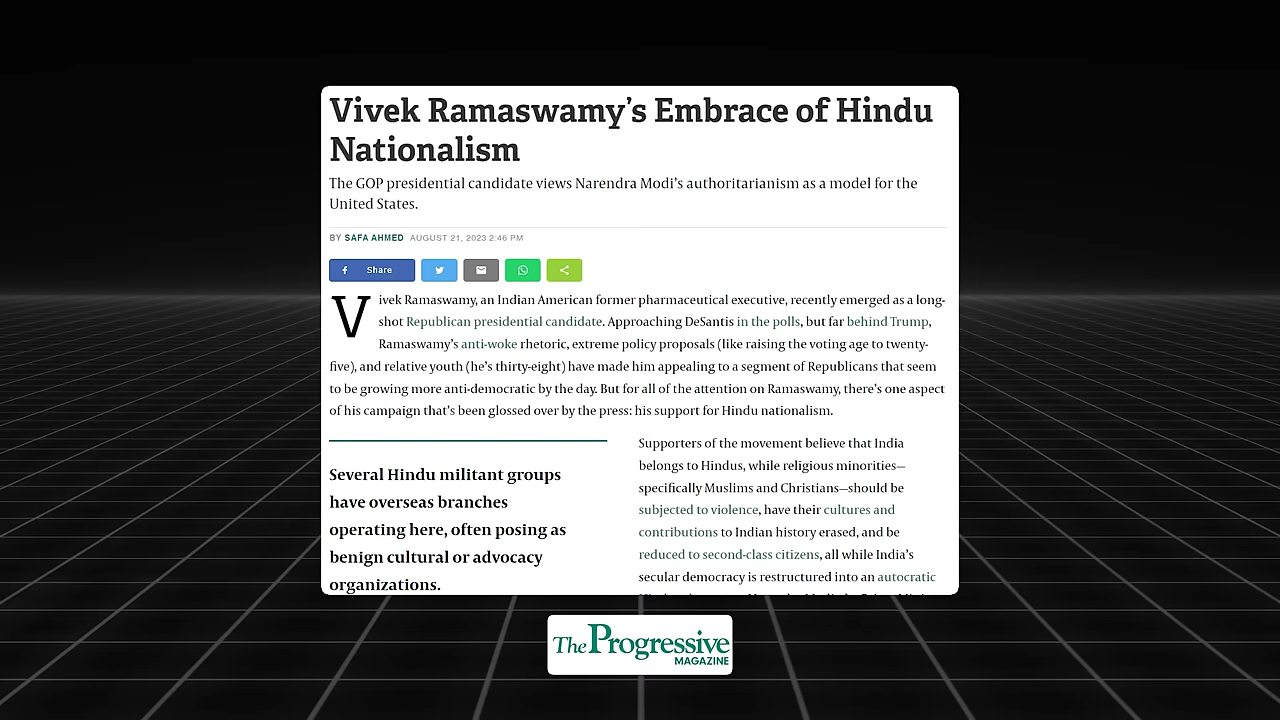 Vivek Ramaswamy's Embrace of Hindu
Nationalism
The GOP presidential candidate views Narendra Modi's authoritarianism as a model for the
United States.
BY SAFA AHMED AUGUST 21, 2023 2:46 PM
Share
Vivek Ramaswamy, an Indian American former pharmaceutical executive, recently emerged as a long-
shot Republican presidential candidate. Approaching DeSantis in the polls, but far behind Trump,
Ramaswamy's anti-woke rhetoric, extreme policy proposals (like raising the voting age to twenty-
five), and relative youth (he's thirty-eight) have made him appealing to a segment of Republicans that seem
to be growing more anti-democratic by the day. But for all of the attention on Ramaswamy, there's one aspect
of his campaign that's been glossed over by the press: his support for Hindu nationalism.
Several Hindu militant groups
have overseas branches
operating here, often posing as
benign cultural or advocacy
organizations.
Supporters of the movement believe that India
belongs to Hindus, while religious minorities—
specifically Muslims and Christians—should be
subjected to violence, have their cultures and
contributions to Indian history erased, and be
reduced to second-class citizens, all while India's
secular democracy is restructured into an autocratic
The Progressive
MAGAZINE